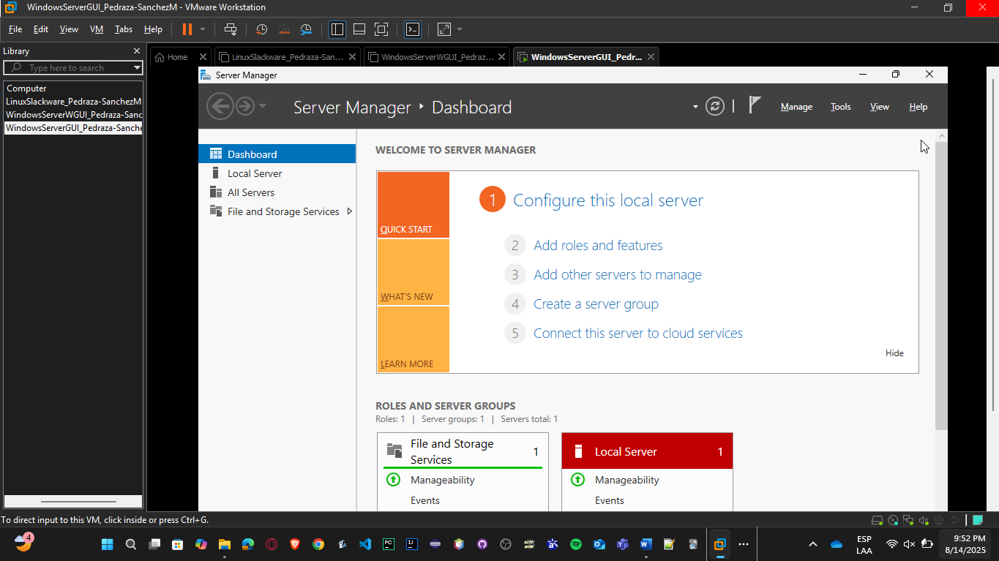 WindowsServerGUI_Pedraza-SanchezM - VMware Workstation
File Edit View VM Tabs Help
Library
Type here to search
Computer
LinuxSlackware_Pedraza-SanchezM
WindowsServerWGUI_Pedraza-Sanc
WindowsServerGUI_Pedraza-Sanche
Home
LinuxSlackware_Pedraza-San...
WindowsServerWGUI_Pedraz...
WindowsServerGUI_Pedr...
Server Manager
Server Manager Dashboard
Manage Tools View Help
Dashboard
Local Server
All Servers
File and Storage Services
WELCOME TO SERVER MANAGER
QUICK START
WHAT'S NEW
LEARN MORE
1 Configure this local server
2 Add roles and features
3 Add other servers to manage
4 Create a server group
5 Connect this server to cloud services
Hide
ROLES AND SERVER GROUPS
Roles: 1 | Server groups: 1 | Servers total: 1
File and Storage
Services
1
Manageability
Events
Local Server 1
Manageability
Events
To direct input to this VM, click inside or press Ctrl+G.
4
ESP
LAA
9:52 PM
8/14/2025